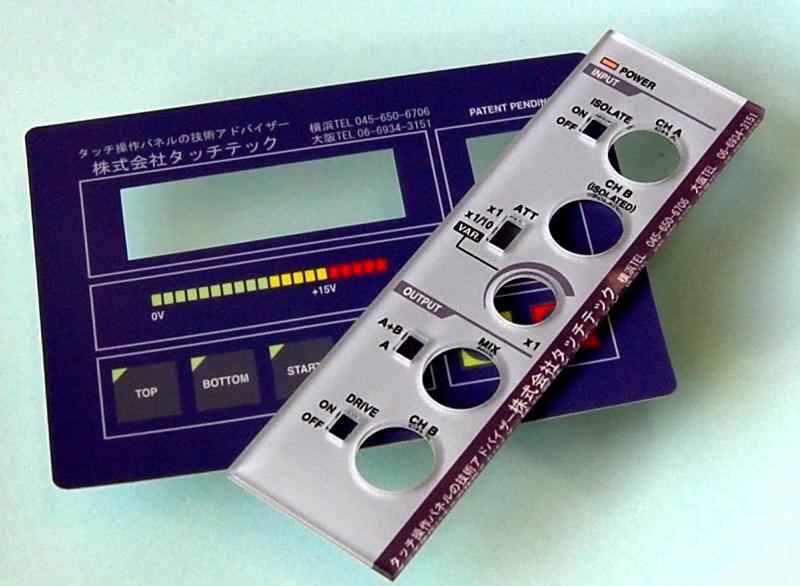 タッチ操作パネルの技術アドバイザー
株式会社タッチテック
横浜TEL 045-650-6706
大阪TEL 06-6934-3151
PATENT PENDIN
0V
+15V
TOP
BOTTOM
START
POWER
INPUT
ISOLATE
ON
OFF
CH A
CH B
(ISOLATED)
ATT
x1
x1/10
VAR
x1
OUTPUT
A+B
A
MIX
DRIVE
ON
OFF
CH B
タッチ操作パネルの技術アドバイザー 株式会社タッチテック 横浜TEL 045-650-6706 大阪TEL 06-6934-3151